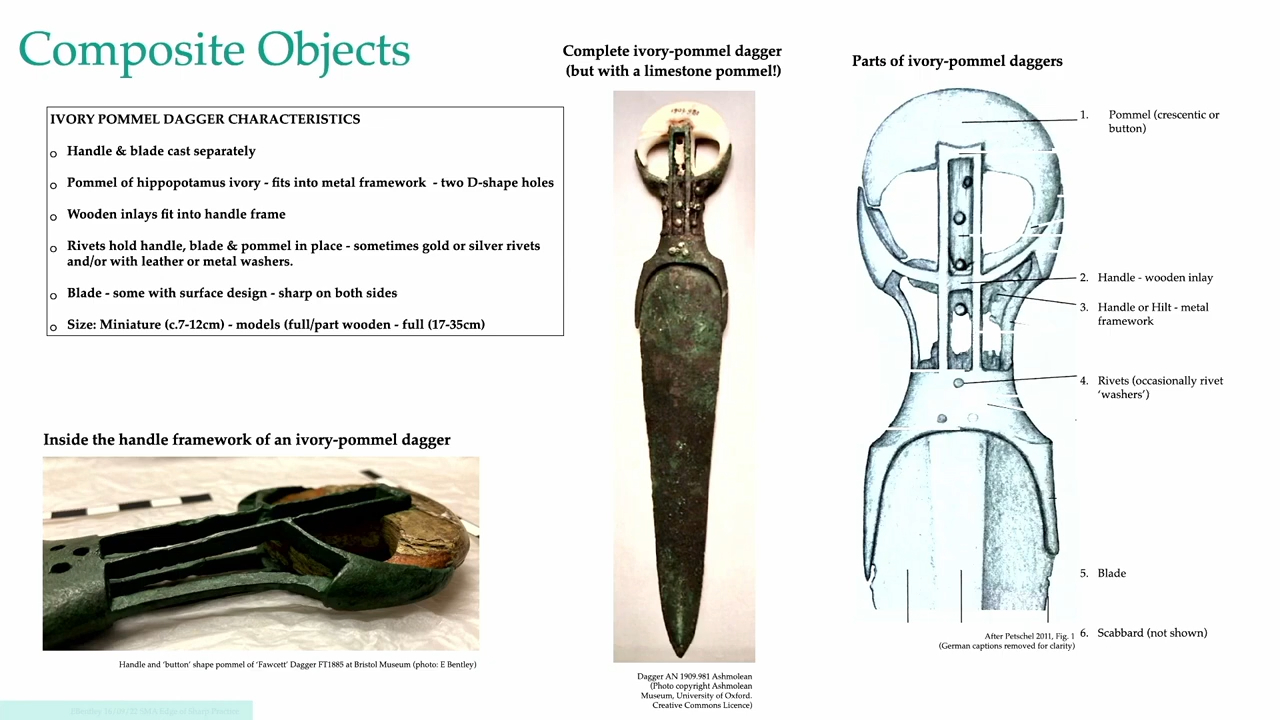 Composite Objects
IVORY POMMEL DAGGER CHARACTERISTICS
o Handle & blade cast separately
o Pommel of hippopotamus ivory - fits into metal framework - two D-shape holes
o Wooden inlays fit into handle frame
o Rivets hold handle, blade & pommel in place - sometimes gold or silver rivets
and/or with leather or metal washers.
o Blade - some with surface design - sharp on both sides
o Size: Miniature (c.7-12cm) - models (full/part wooden - full (17-35cm)
Inside the handle framework of an ivory-pommel dagger
Handle and 'button' shape pommel of 'Fawcett' Dagger FT1885 at Bristol Museum (photo: E Bentley)
Complete ivory-pommel dagger
(but with a limestone pommel!)
1909.981
Dagger AN 1909.981 Ashmolean
(Photo copyright Ashmolean
Museum, University of Oxford.
Creative Commons Licence)
Parts of ivory-pommel daggers
1. Pommel (crescentic or
button)
2. Handle - wooden inlay
3. Handle or Hilt - metal
framework
4. Rivets (occasionally rivet
'washers')
5. Blade
6. Scabbard (not shown)
After Petschel 2011, Fig. 1
(German captions removed for clarity)